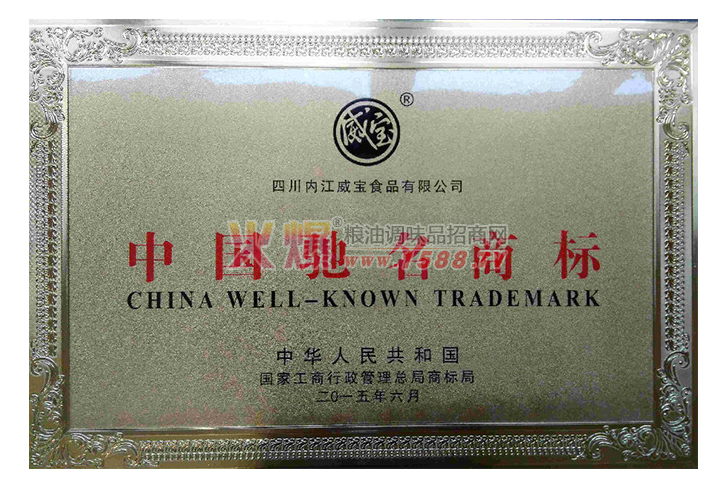 威宝®
四川内江威宝食品有限公司
火爆®粮油调味品招商网
中国驰名商标
CHINA WELL-KNOWN TRADEMARK
中华人民共和国
国家工商行政管理总局商标局
二0一五年六月